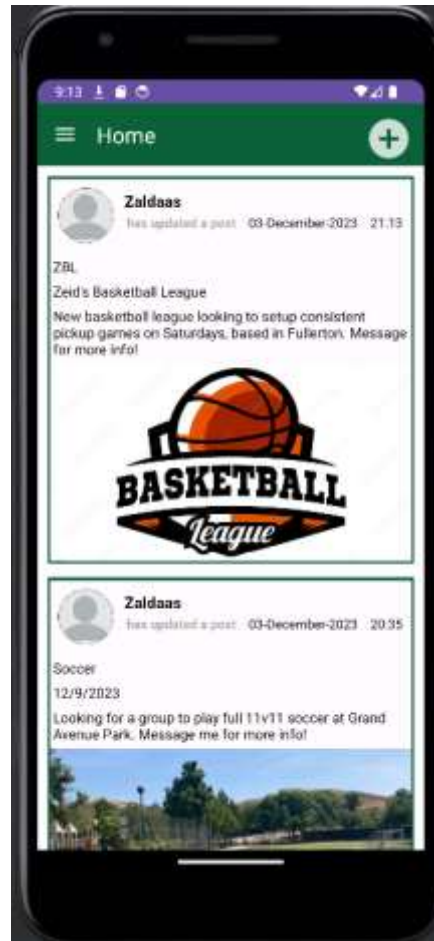 9:13
Home
Zaldaas
has updated a post 03-December-2023 21.13
ZBL
Zeid's Basketball League
New basketball league looking to setup consistent
pickup games on Saturdays, based in Fullerton. Message
for more info!
BASKETBALL
League
Zaldaas
has updated a post 03-December-2023 20:35
Soccer
12/9/2023
Looking for a group to play full 11v11 soccer at Grand
Avenue Park. Message me for more info!